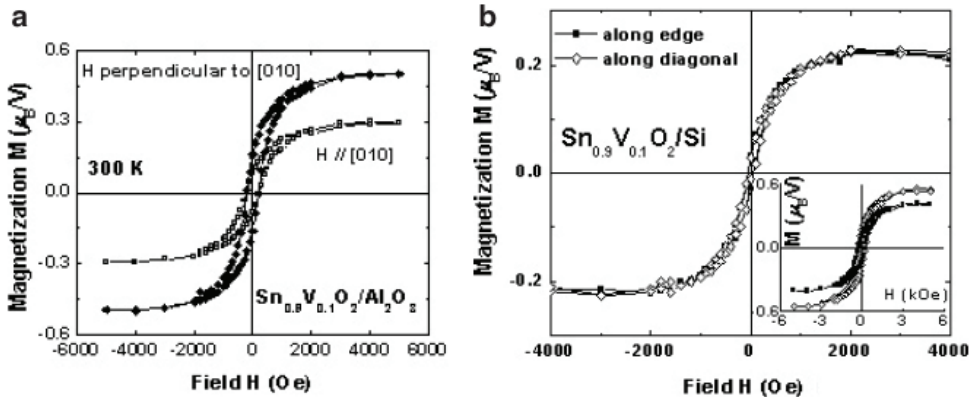 a
0.6
0.3
0.0
-0.3
-0.6
-6000 -4000 -2000 0 2000 4000 6000
Magnetization M (μB/V)
Field H (Oe)
H perpendicular to [010]
H // [010]
300 K
Sn0.9V0.1O2/Al2O3
b
0.2
0.0
-0.2
-4000 -2000 0 2000 4000
Magnetization M (μB/V)
Field H (Oe)
along edge
along diagonal
Sn0.9V0.1O2/Si
0.6
0.0
0.6
-6 -3 0 3 6
M (μB/V)
H (kOe)